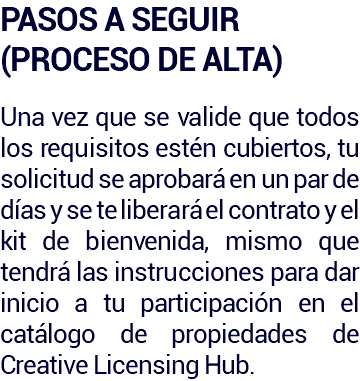 PASOS A SEGUIR
(PROCESO DE ALTA)
Una vez que se valide que todos
los requisitos estén cubiertos, tu
solicitud se aprobará en un par de
días y se te liberará el contrato y el
kit de bienvenida, mismo que
tendrá las instrucciones para dar
inicio a tu participación en el
catálogo de propiedades de
Creative Licensing Hub.